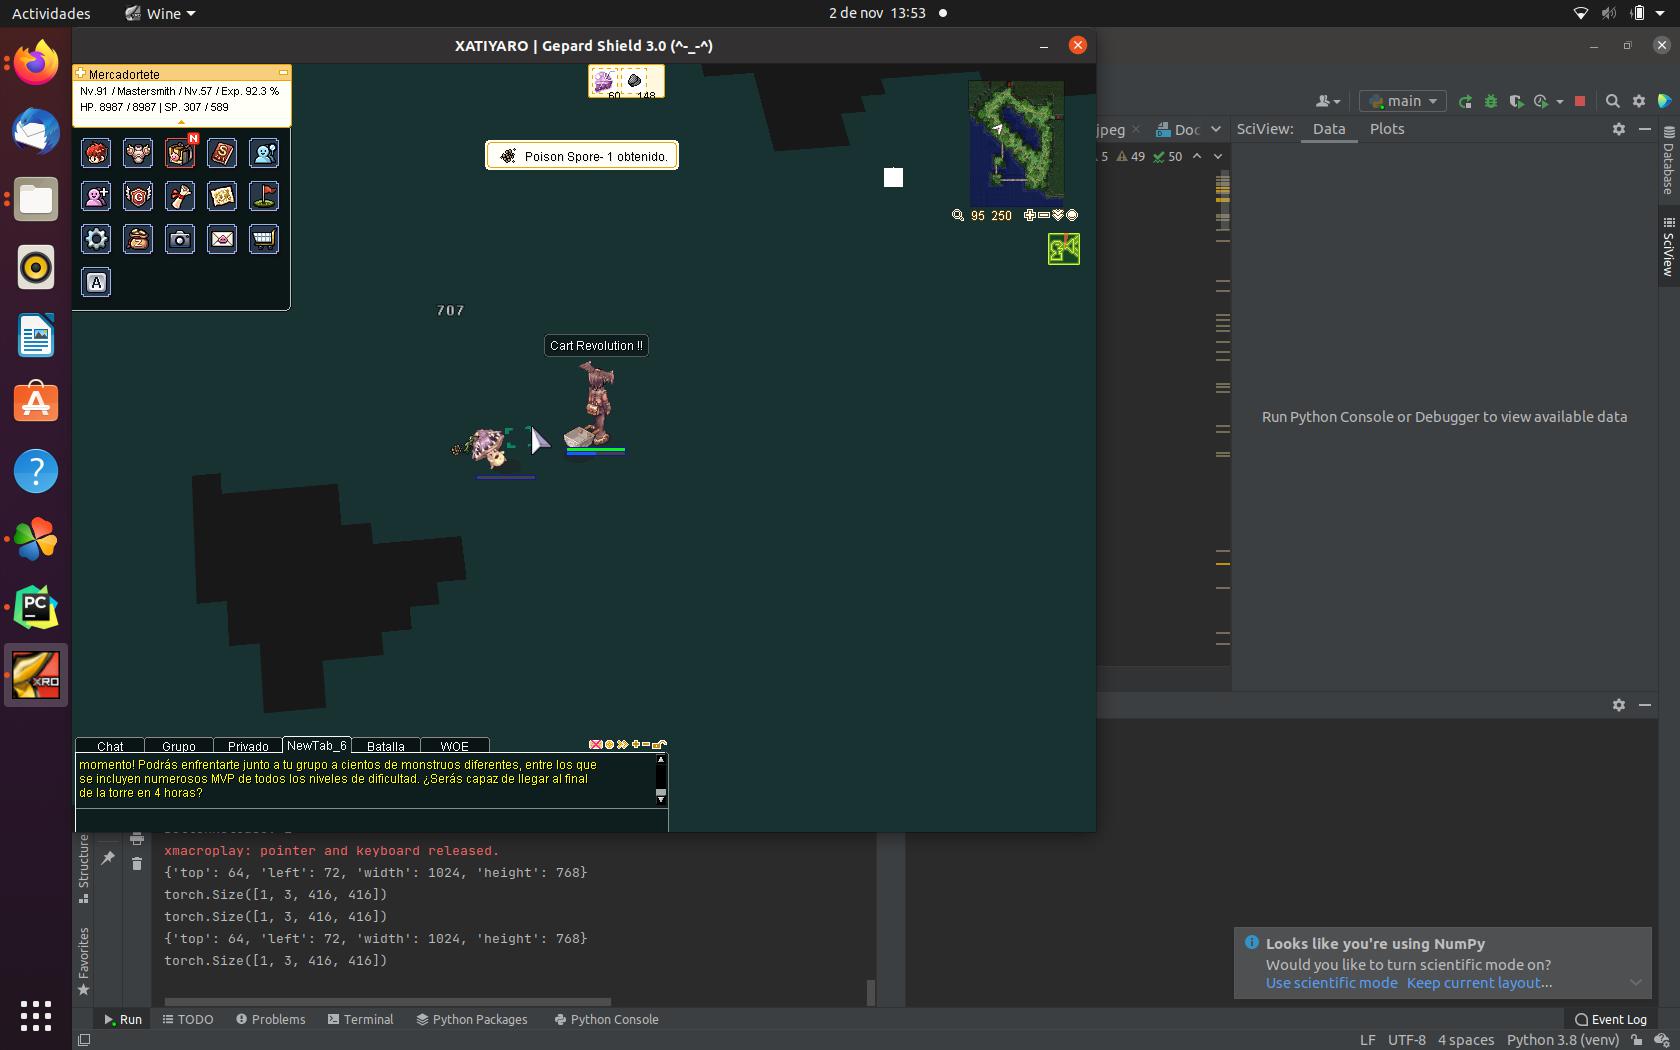 Actividades
Wine
2 de nov 13:53
XATIYARO | Gepard Shield 3.0 (^-_-^)
Mercadortete
Nv.91 / Mastersmith / Nv.57 / Exp. 92.3 %
HP. 8987 / 8987 | SP. 307 / 589
N
A
60
148
Poison Spore- 1 obtenido.
95 250
707
Cart Revolution !!
Chat
Grupo
Privado
NewTab_6
Batalla
WOE
momento! Podrás enfrentarte junto a tu grupo a cientos de monstruos diferentes, entre los que
se incluyen numerosos MVP de todos los niveles de dificultad. ¿Serás capaz de llegar al final
de la torre en 4 horas?
main
jpeg
Doc
SciView:
Data
Plots
5
49
50
Database
SciView
Run Python Console or Debugger to view available data
PC
XRO
Structure
Favorites
xmacroplay: pointer and keyboard released.
{'top': 64, 'left': 72, 'width': 1024, 'height': 768}
torch.Size([1, 3, 416, 416])
torch.Size([1, 3, 416, 416])
{'top': 64, 'left': 72, 'width': 1024, 'height': 768}
torch.Size([1, 3, 416, 416])
Looks like you're using NumPy
Would you like to turn scientific mode on?
Use scientific mode Keep current layout...
Run
TODO
Problems
Terminal
Python Packages
Python Console
Event Log
LF UTF-8 4 spaces Python 3.8 (venv)